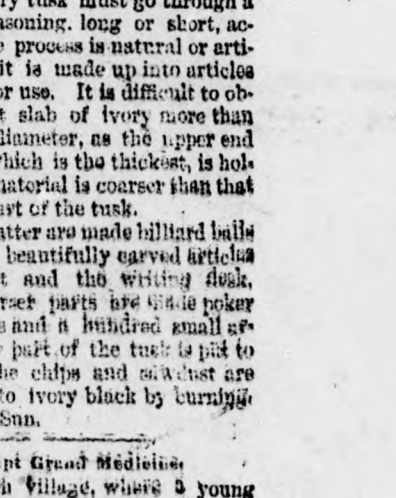 ry tusk must go through a
asoning. long or short, ac-
e process is natural or arti-
it is made up into articles
or use. It is difficult to ob-
t slab of ivory more than
diameter, as the upper end
which is the thickest, is hol-
naterial is coarser than that
art of the tusk.
atter are made billiard balls
beautifully carved articles
t and the writing desk,
rser parts are made poker
s and a hundred small ar-
part of the tusk is put to
he chips and sawdust are
to ivory black by burning.
Sun.
pt Grand Medicine.
h Village, where a young